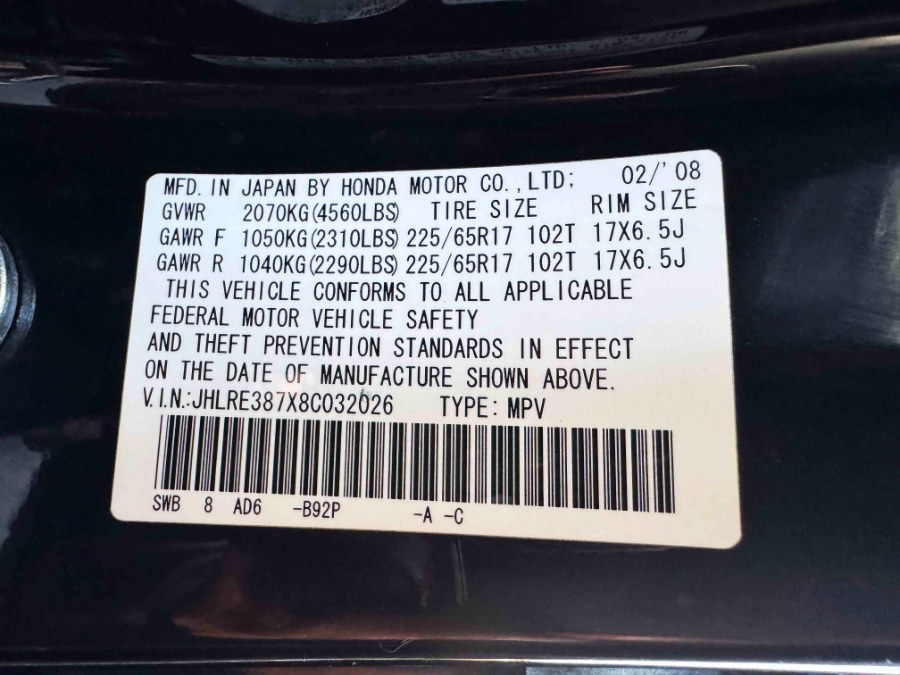 MFD. IN JAPAN BY HONDA MOTOR CO.,LTD; 02/'08
GVWR 2070KG(4560LBS) TIRE SIZE RIM SIZE
GAWR F 1050KG(2310LBS) 225/65R17 102T 17X6.5J
GAWR R 1040KG(2290LBS) 225/65R17 102T 17X6.5J
THIS VEHICLE CONFORMS TO ALL APPLICABLE
FEDERAL MOTOR VEHICLE SAFETY
AND THEFT PREVENTION STANDARDS IN EFFECT
ON THE DATE OF MANUFACTURE SHOWN ABOVE.
V.I.N.:JHLRE387X8C032026 TYPE: MPV
SWB 8 AD6 -B92P -A -C